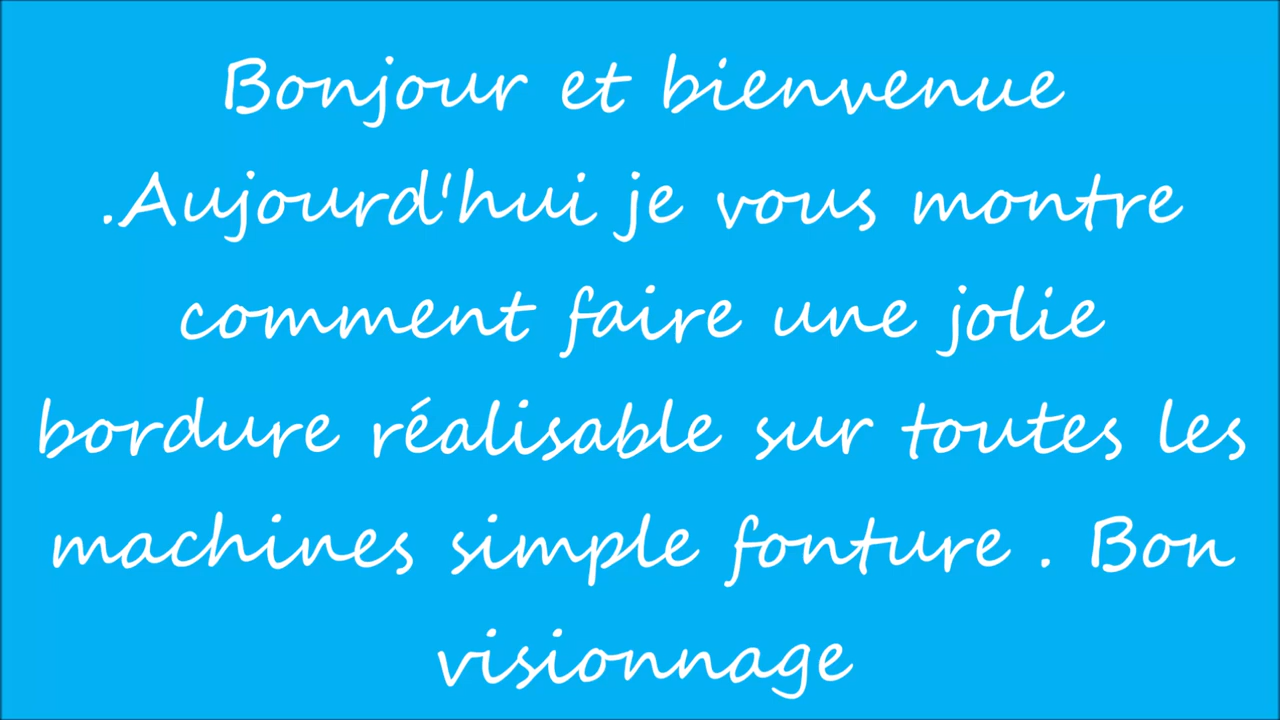 Bonjour et bienvenue
.Aujourd'hui je vous montre
comment faire une jolie
bordure réalisable sur toutes les
machines simple fonture . Bon
visionnage